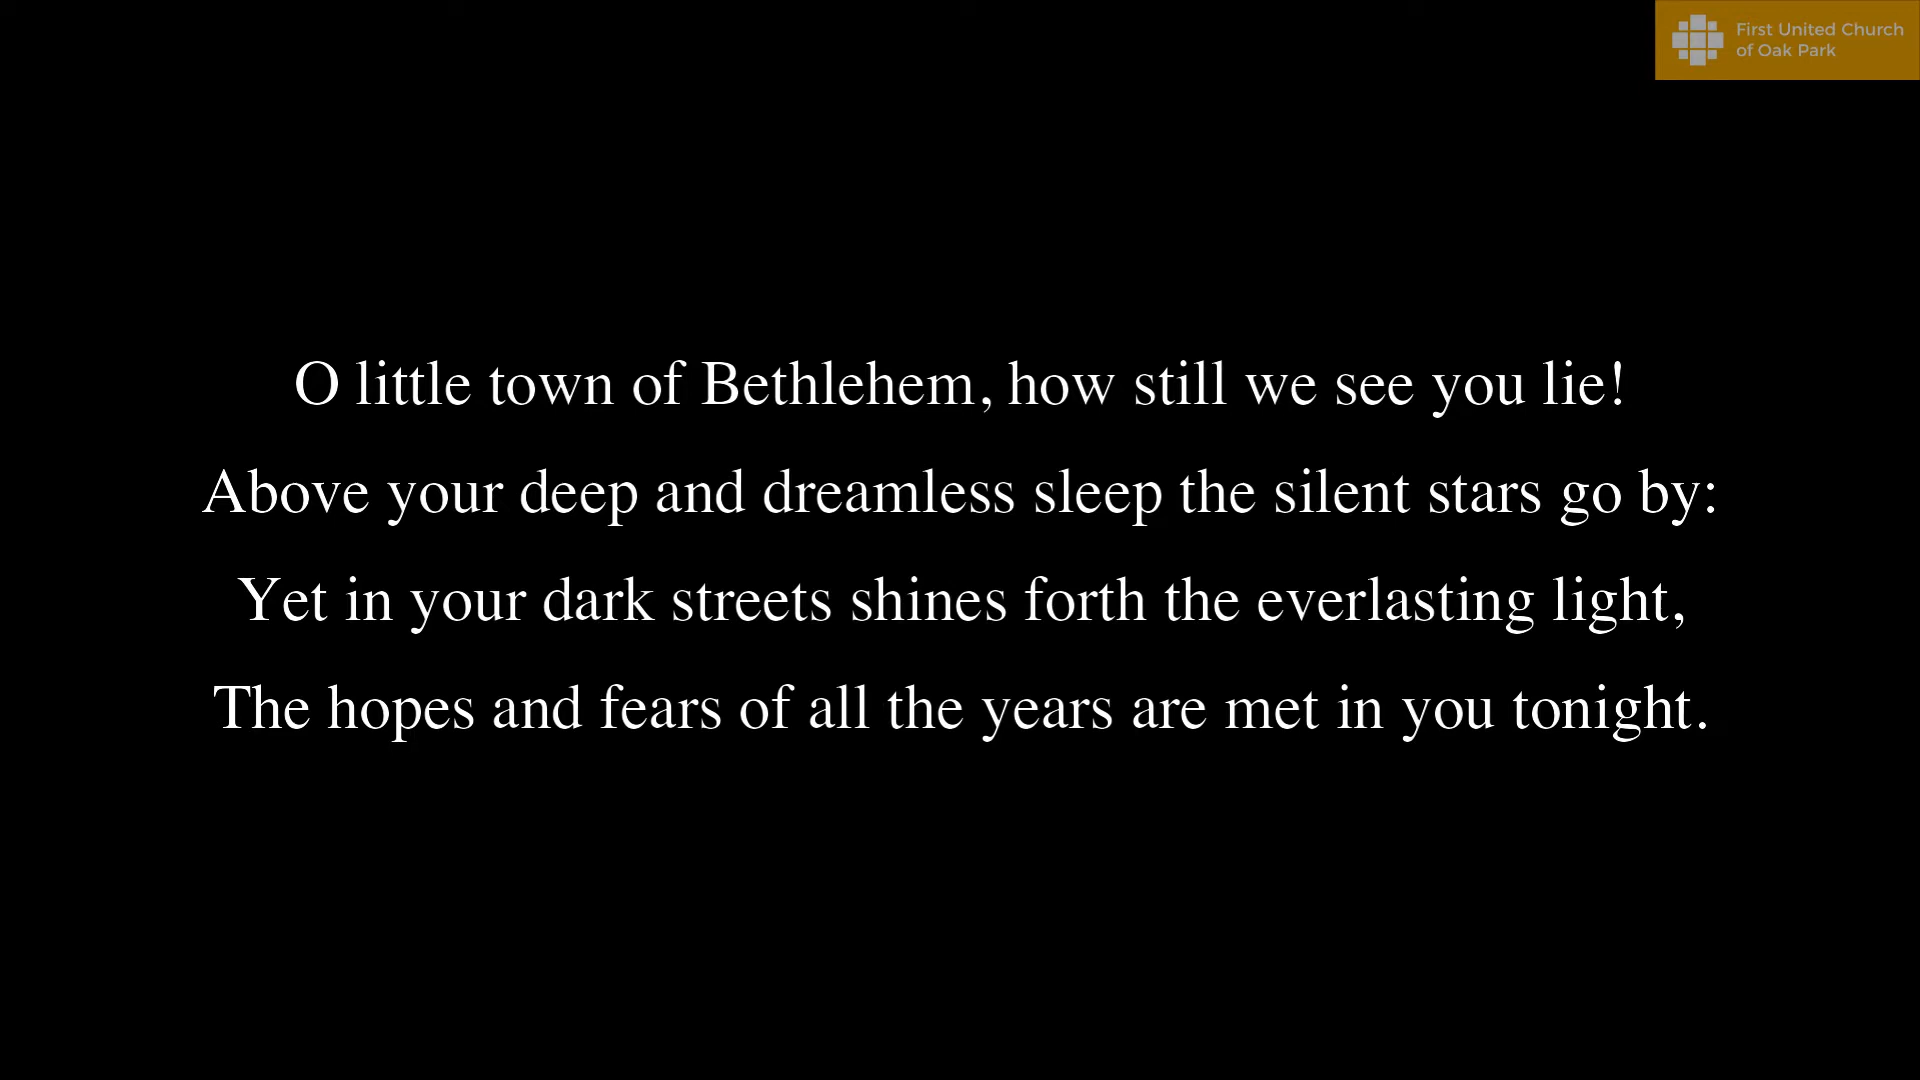 First United Church
of Oak Park
O little town of Bethlehem, how still we see you lie!
Above your deep and dreamless sleep the silent stars go by:
Yet in your dark streets shines forth the everlasting light,
The hopes and fears of all the years are met in you tonight.